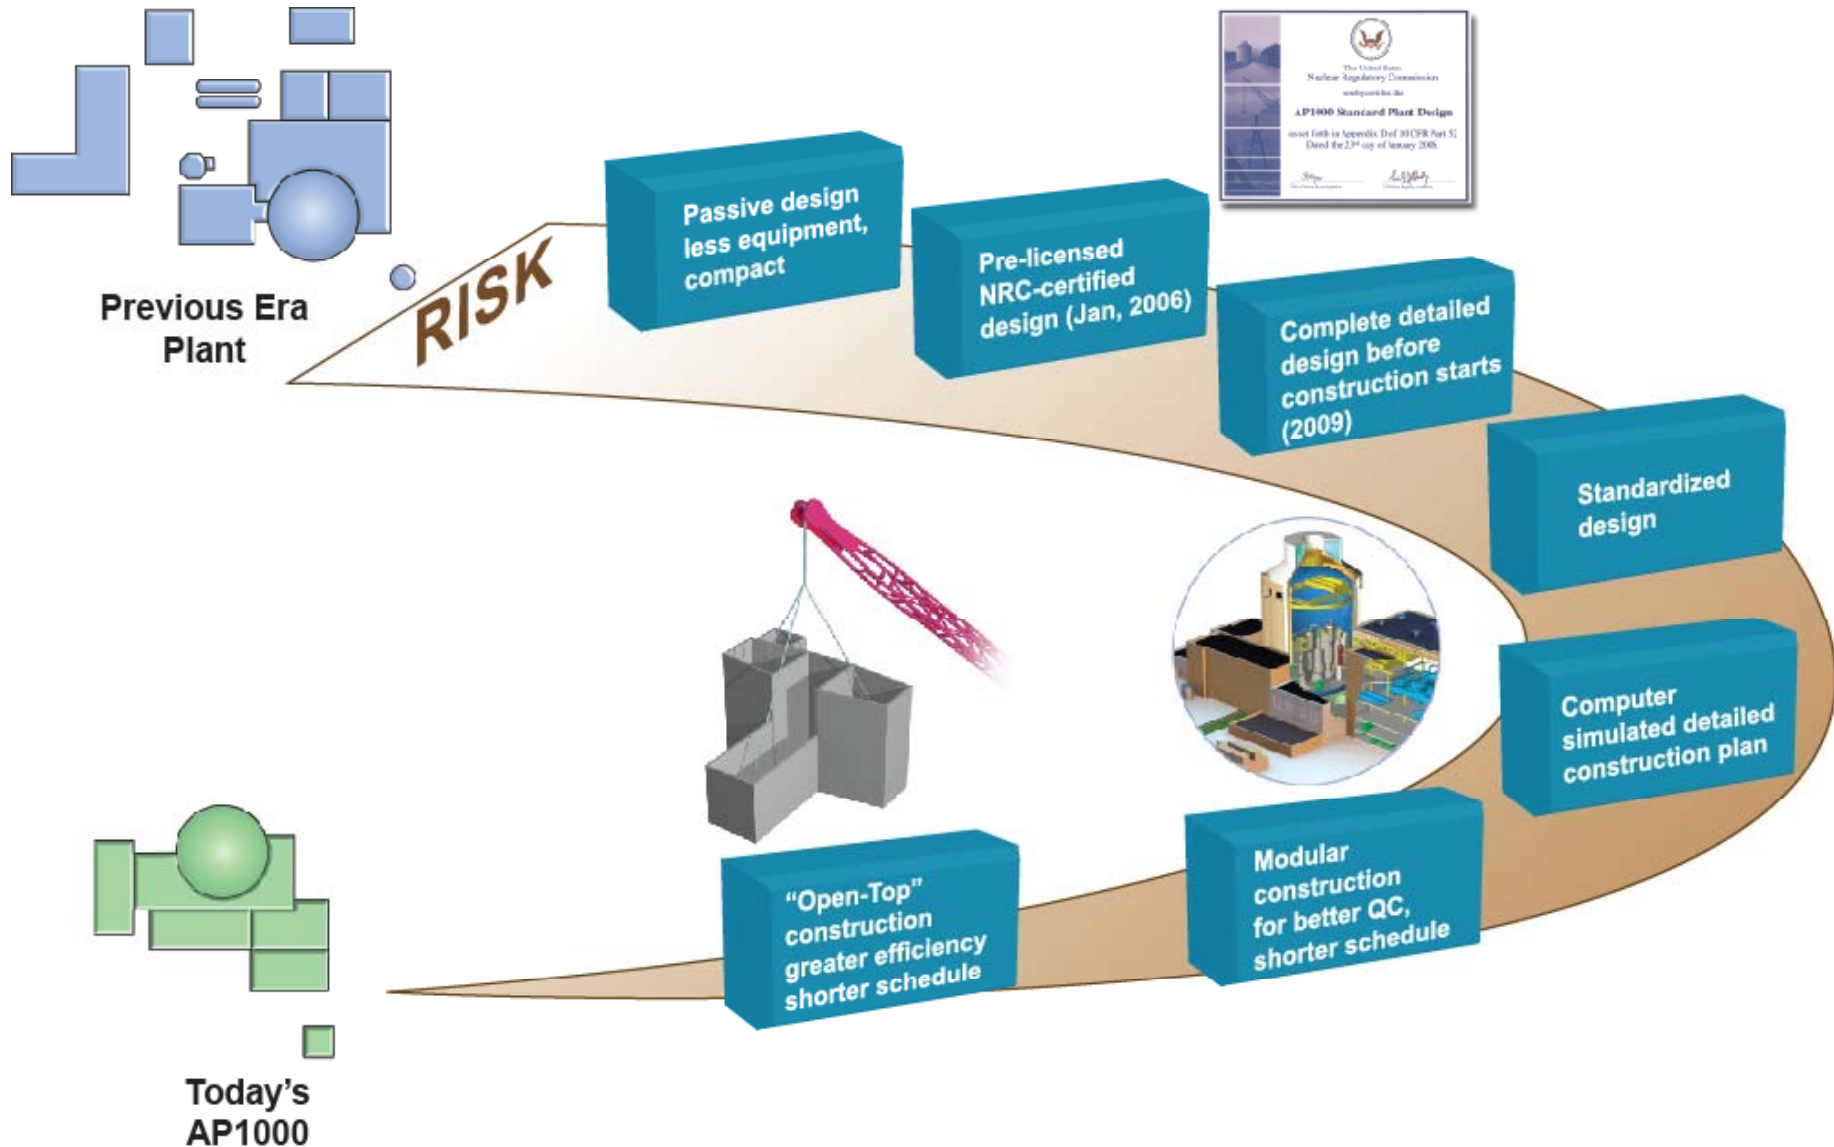 The United States
Nuclear Regulatory Commission
AP1000 Standard Plant Design
Passive design
less equipment,
compact
Pre-licensed
NRC-certified
design (Jan, 2006)
RISK
Previous Era
Plant
Complete detailed
design before
construction starts
(2009)
Standardized
design
Computer
simulated detailed
construction plan
Modular
construction
for better QC,
shorter schedule
“Open-Top”
construction
greater efficiency
shorter schedule
Today’s
AP1000